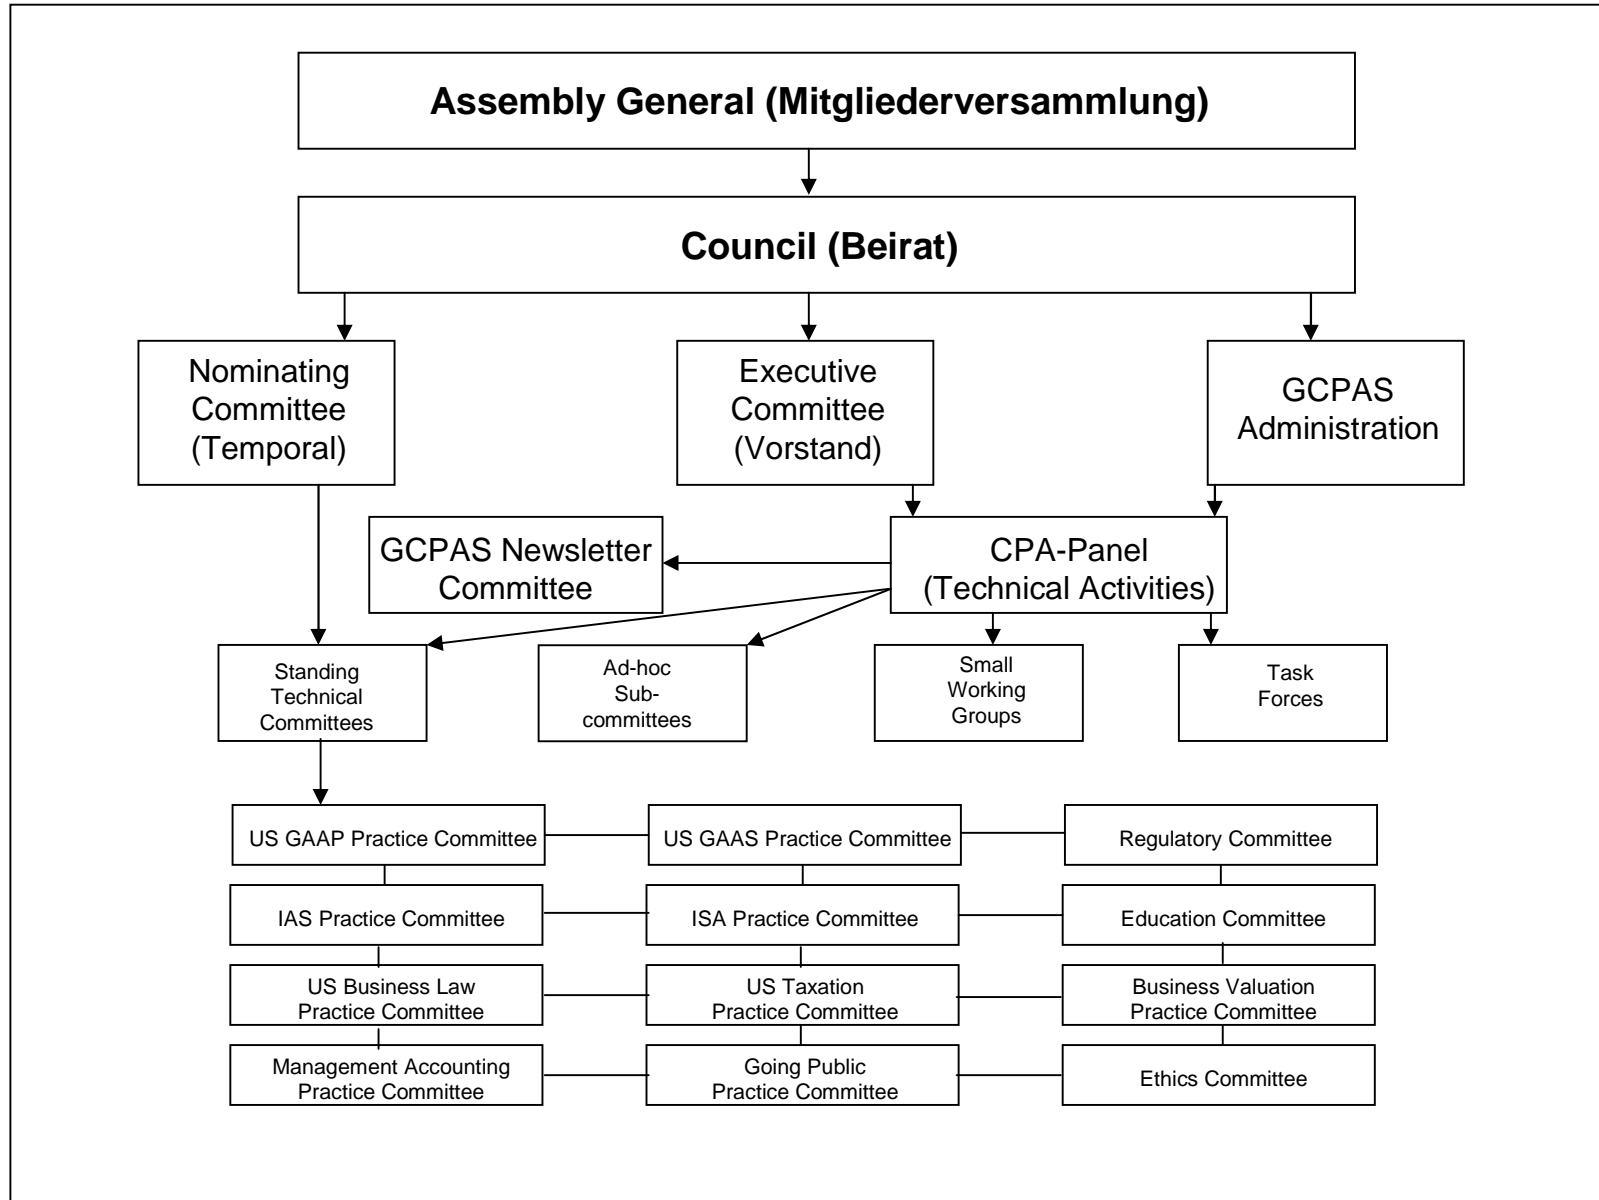 Assembly General (Mitgliederversammlung)
Council (Beirat)
Nominating
Committee
(Temporal)
Executive
Committee
(Vorstand)
GCPAS
Administration
GCPAS Newsletter
Committee
CPA-Panel
(Technical Activities)
Standing
Technical
Committees
Ad-hoc
Sub-
committees
Small
Working
Groups
Task
Forces
US GAAP Practice Committee
US GAAS Practice Committee
Regulatory Committee
IAS Practice Committee
ISA Practice Committee
Education Committee
US Business Law
Practice Committee
US Taxation
Practice Committee
Business Valuation
Practice Committee
Management Accounting
Practice Committee
Going Public
Practice Committee
Ethics Committee